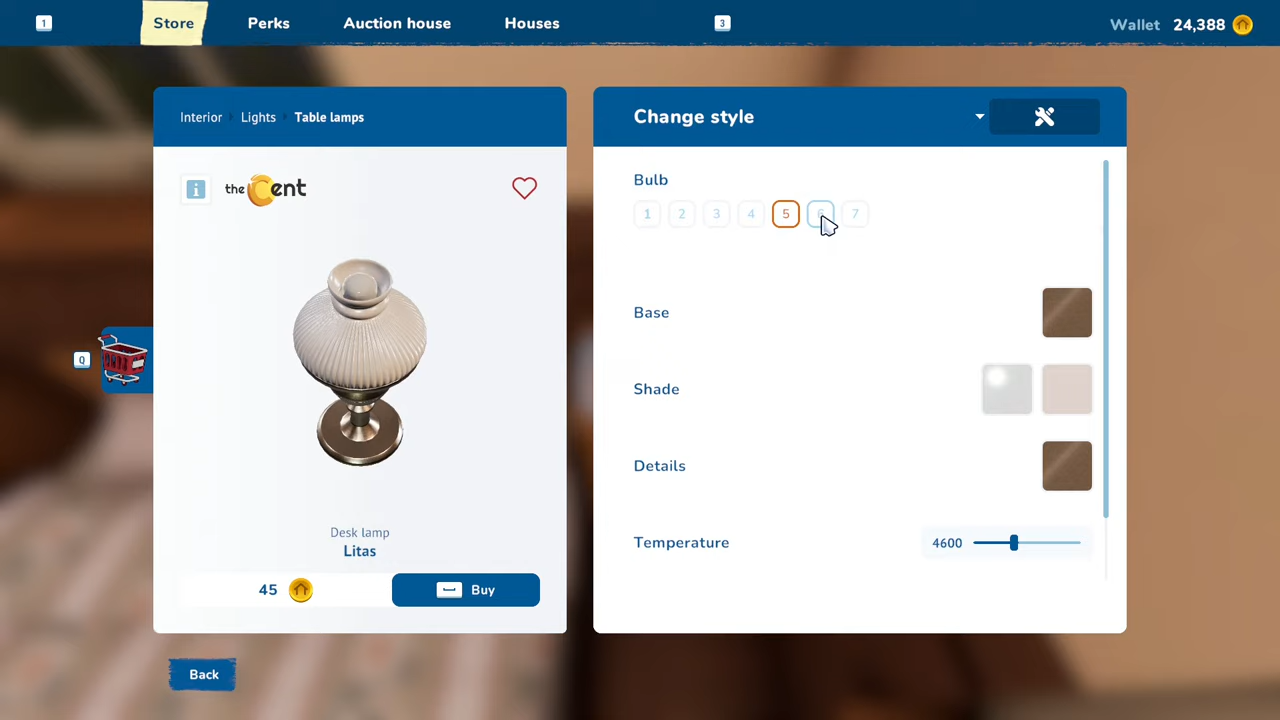 1 Store Perks Auction house Houses 3 Wallet 24,388
Interior Lights Table lamps
i the Cent
Desk lamp
Litas
45 Buy
Q
Back
Change style
Bulb
1 2 3 4 5 6 7
Base
Shade
Details
Temperature 4600